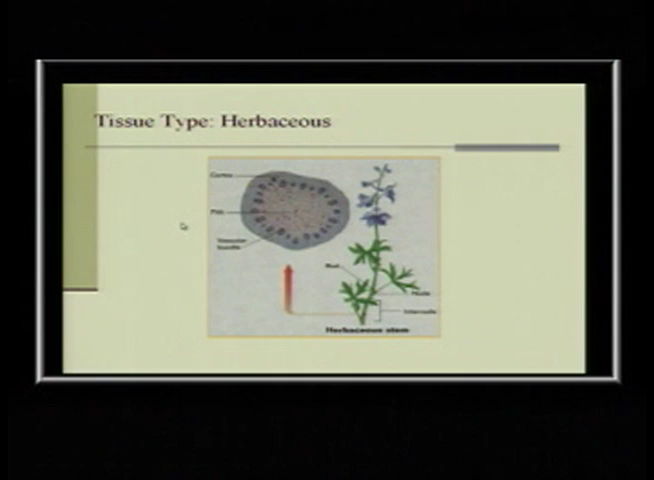 Tissue Type: Herbaceous
Cortex
Pith
Vascular
bundle
Bud
Node
Internode
Herbaceous stem